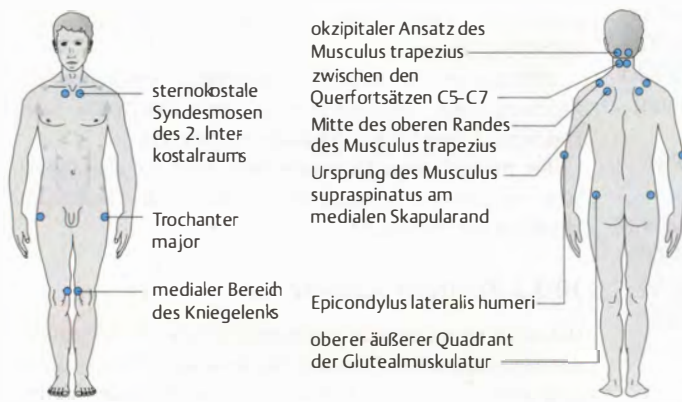 sternokostale
Syndesmosen
des 2. Inter
kostalraums
Trochanter
major
medialer Bereich
des Kniegelenks
okzipitaler Ansatz des
Musculus trapezius
zwischen den
Querfortsätzen C5–C7
Mitte des oberen Randes
des Musculus trapezius
Ursprung des Musculus
supraspinatus am
medialen Skapularand
Epicondylus lateralis humeri
oberer äußerer Quadrant
der Glutealmuskulatur